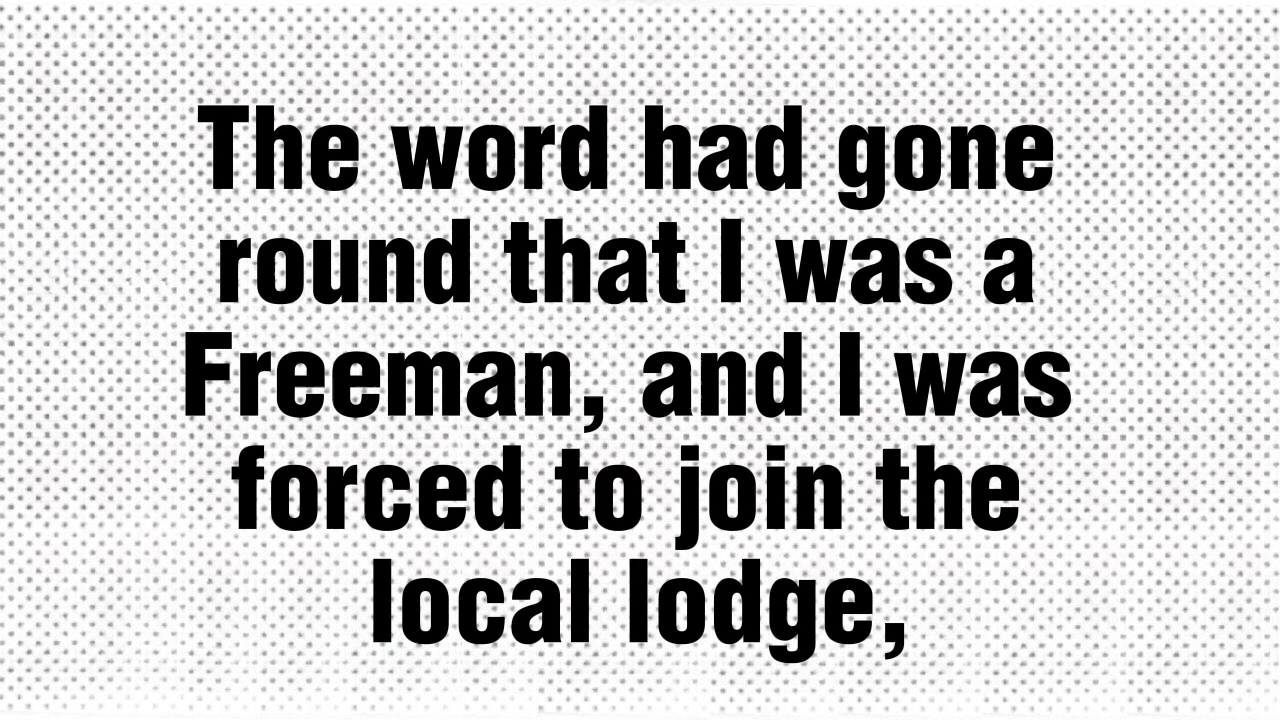 The word had gone
round that I was a
Freeman, and I was
forced to join the
local lodge,